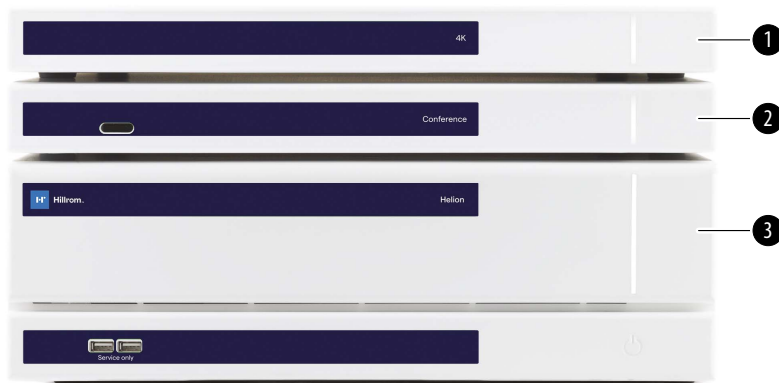 4K
1
Conference
2
H Hillrom.
Helion
3
Service only